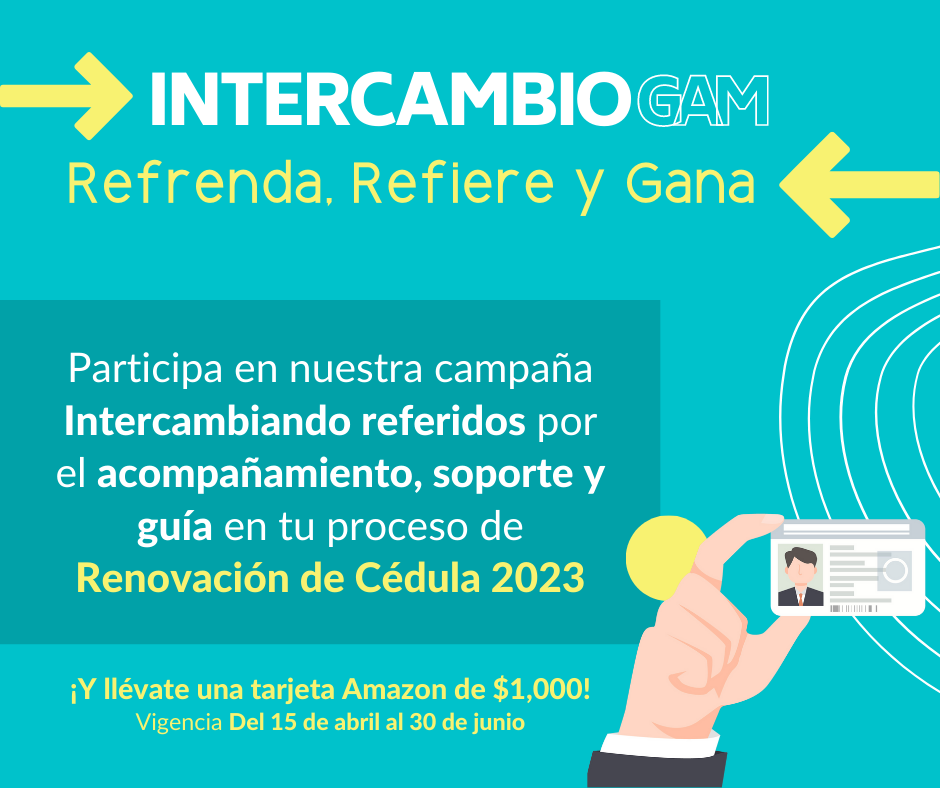 INTERCAMBIO GAM
Refrenda, Refiere y Gana
Participa en nuestra campaña
Intercambiando referidos por
el acompañamiento, soporte y
guía en tu proceso de
Renovación de Cédula 2023
¡Y llévate una tarjeta Amazon de $1,000!
Vigencia Del 15 de abril al 30 de junio